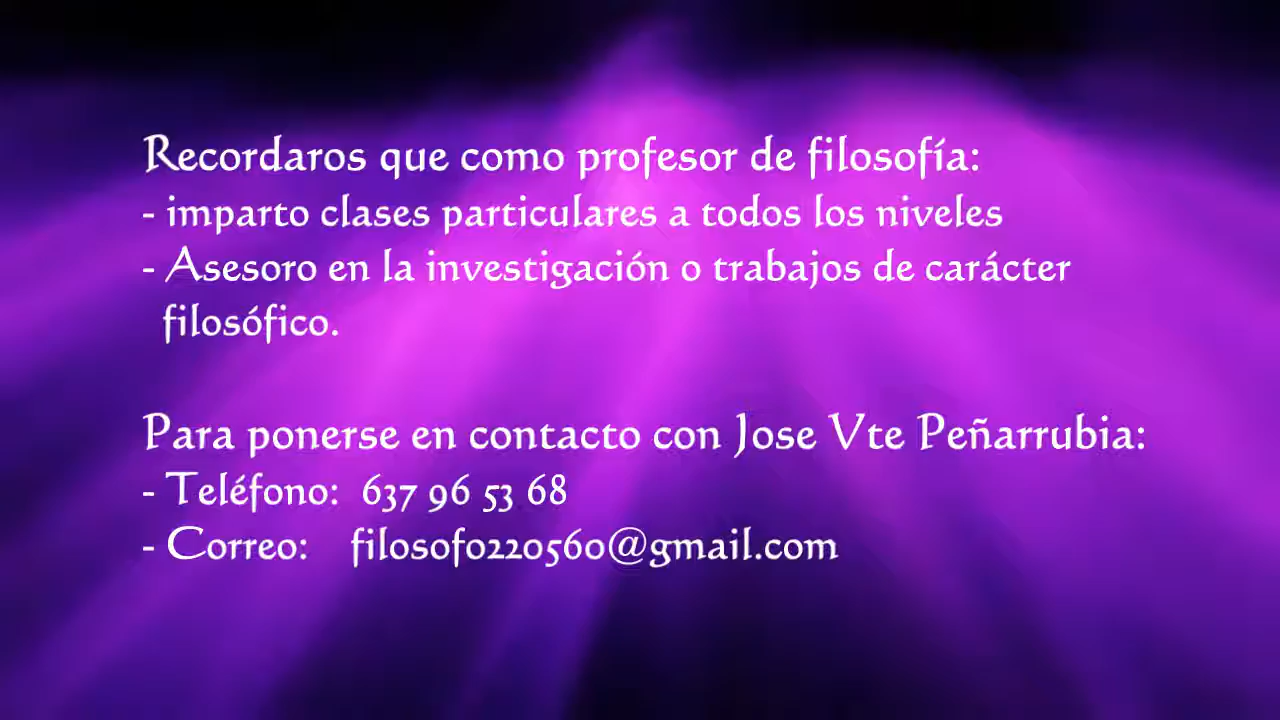 Recordaros que como profesor de filosofía:
- imparto clases particulares a todos los niveles
- Asesoro en la investigación o trabajos de carácter
filosófico.
Para ponerse en contacto con Jose Vte Peñarrubia:
- Teléfono: 637 96 53 68
- Correo: filosofo220560@gmail.com